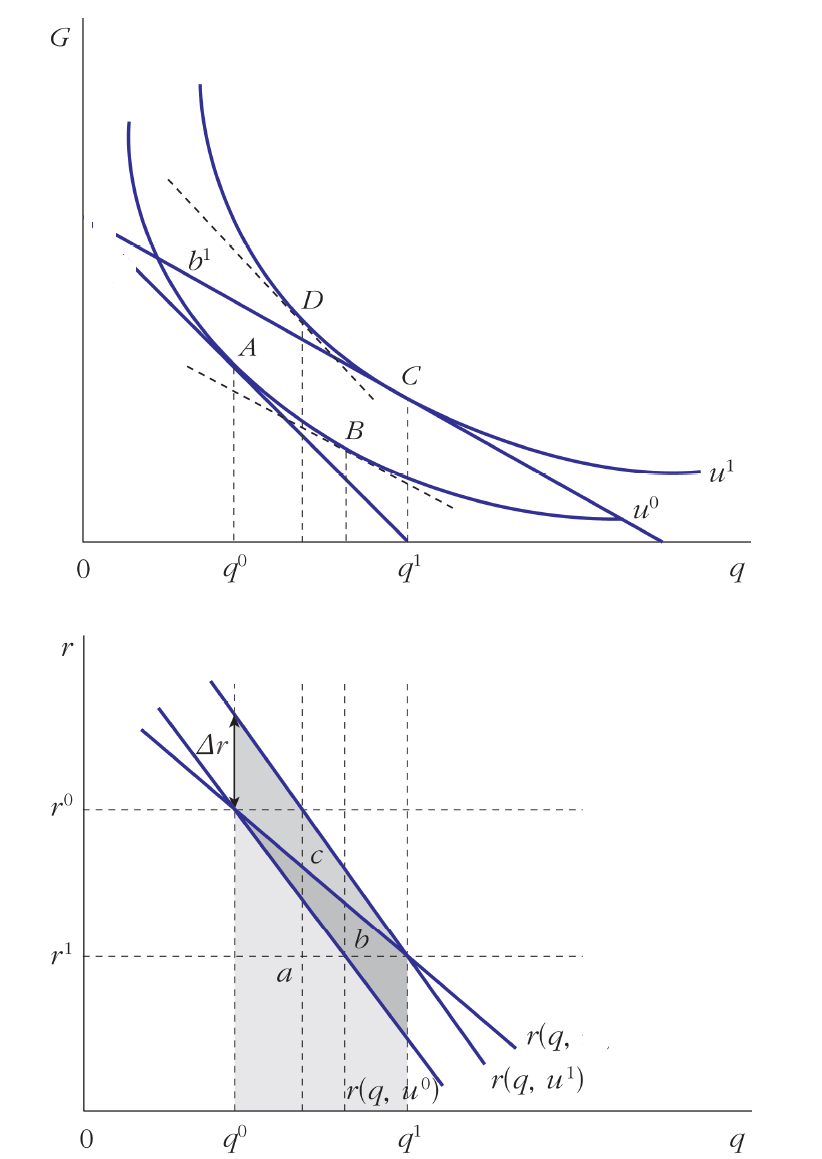 G
b¹
D
A
C
B
u¹
u⁰
0 q⁰ q¹ q
r
Δr
r⁰
c
b
r¹
a
r(q,
r(q, u¹)
r(q, u⁰)
0 q⁰ q¹ q